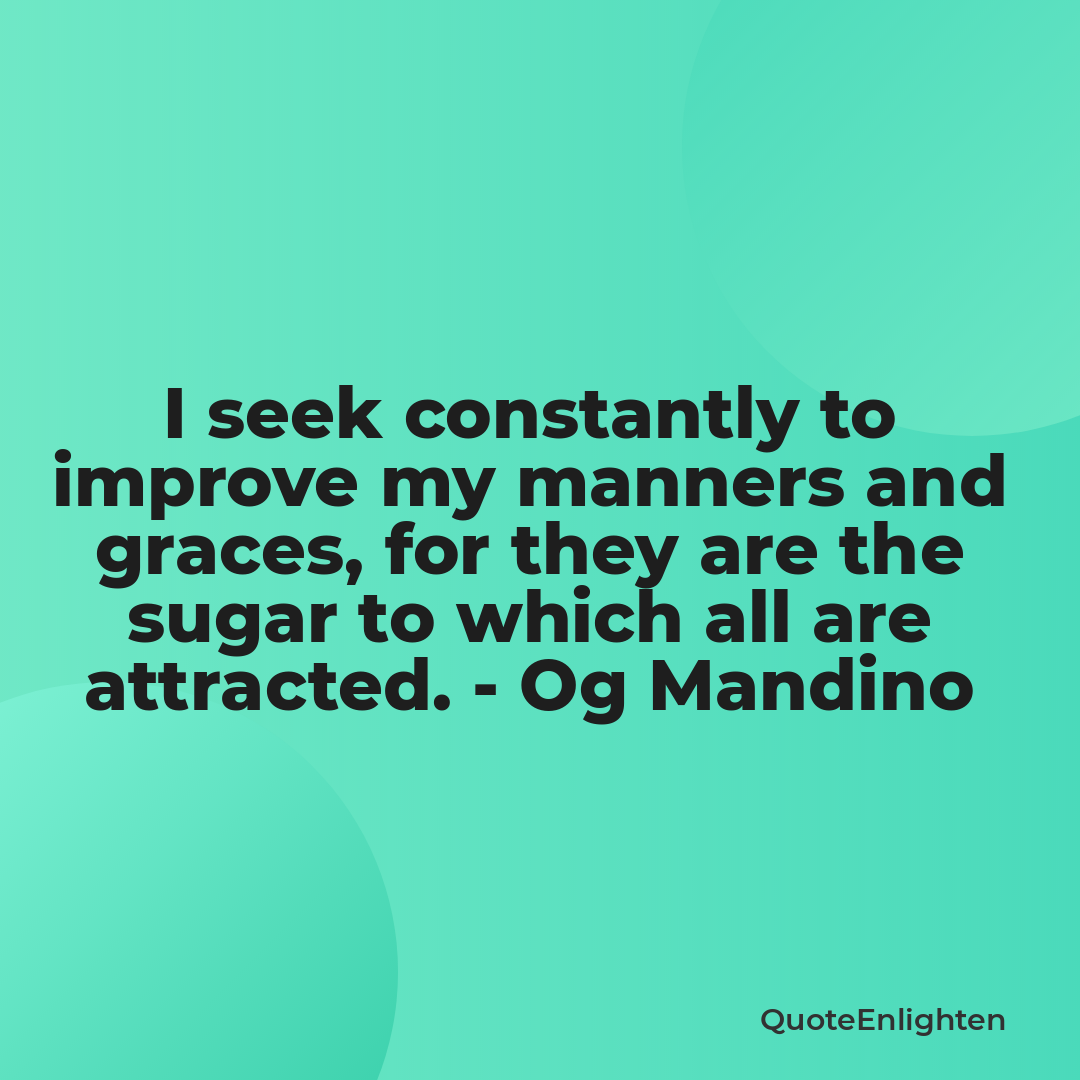 I seek constantly to
improve my manners and
graces, for they are the
sugar to which all are
attracted. - Og Mandino
QuoteEnlighten